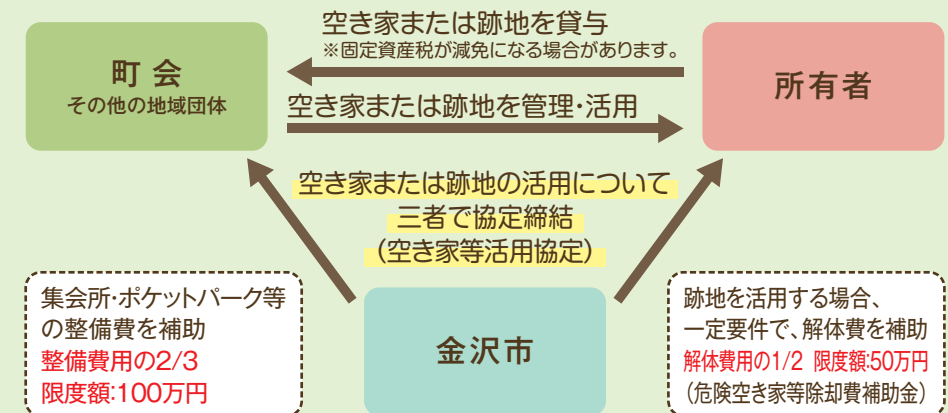 空き家または跡地を貸与
※固定資産税が減免になる場合があります。
町会
その他の地域団体
所有者
空き家または跡地を管理・活用
空き家または跡地の活用について
三者で協定締結
(空き家等活用協定)
集会所・ポケットパーク等
の整備費を補助
整備費用の2/3
限度額:100万円
金沢市
跡地を活用する場合、
一定要件で、解体費を補助
解体費用の1/2 限度額:50万円
(危険空き家等除却費補助金)